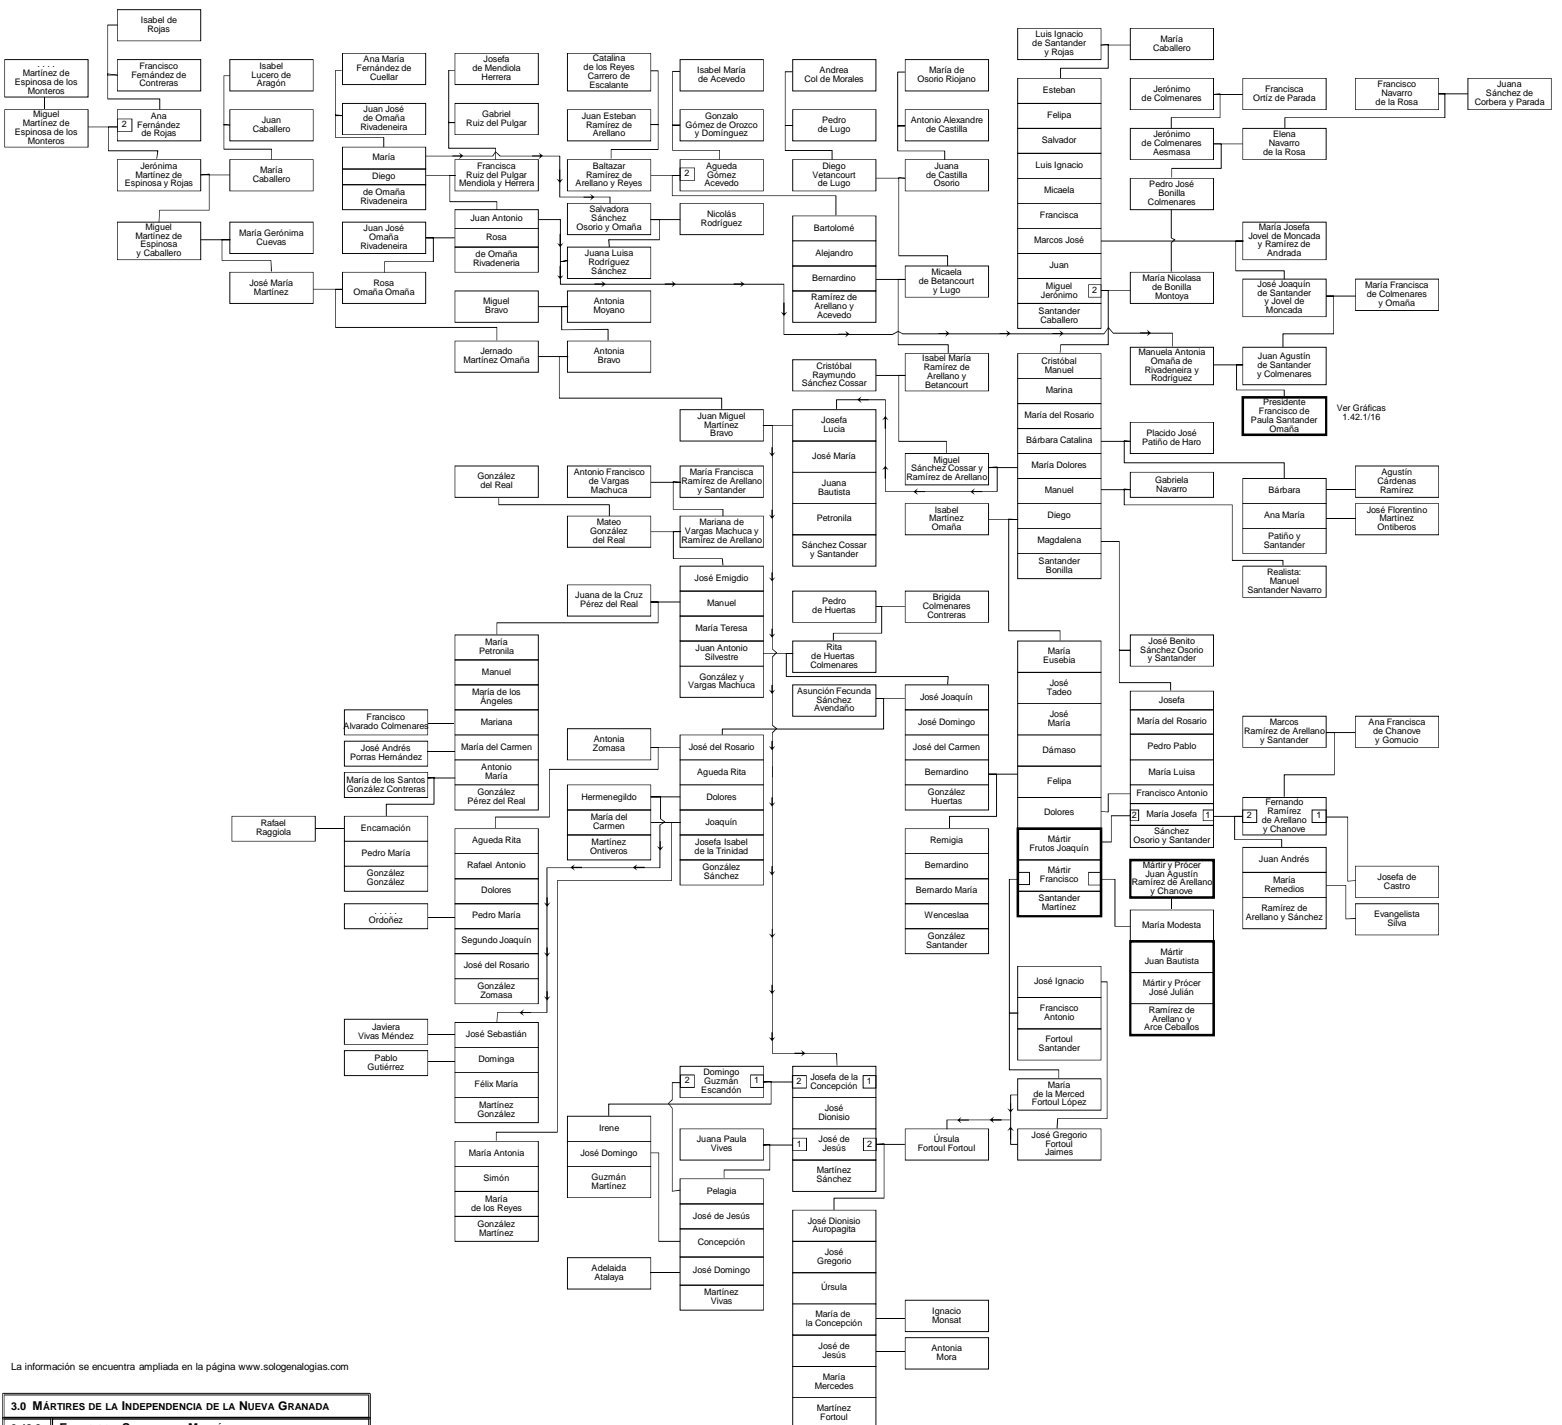 Isabel de
Rojas
. . . .
Martínez de
Espinosa de los
Monteros
Francisco
Fernández de
Contreras
Isabel
Lucero de
Aragón
Ana María
Fernández de
Cuellar
Josefa
de Mendiola
Herrera
Catalina
de los Reyes
Carrero de
Escalante
Isabel María
de Acevedo
Andrea
Col de Morales
María de
Osorio Riojano
Luis Ignacio
de Santander
y Rojas
María
Caballero
Miguel
Martínez de
Espinosa de los
Monteros
2
Ana
Fernández
de Rojas
Juan
Caballero
Juan José
de Omaña
Rivadeneira
Gabriel
Ruiz del Pulgar
Juan Esteban
Ramírez de
Arellano
Gonzalo
Gómez de Orozco
y Domínguez
Pedro
de Lugo
Antonio Alexandre
de Castilla
Esteban
Felipa
Salvador
Luis Ignacio
Micaela
Francisca
Marcos José
Juan
Miguel
Jerónimo
2
Santander
Caballero
Jerónimo
de Colmenares
Francisca
Ortíz de Parada
Francisco
Navarro
de la Rosa
Juana
Sánchez de
Corbera y Parada
Jerónimo
de Colmenares
Aesmasa
Elena
Navarro
de la Rosa
Jerónima
Martínez de
Espinosa y Rojas
María
Caballero
María
Diego
de Omaña
Rivadeneira
Francisca
Ruiz del Pulgar
Mendiola y Herrera
Baltazar
Ramírez de
Arellano y Reyes
2
Agueda
Gómez
Acevedo
Diego
Vetancourt
de Lugo
Juana
de Castilla
Osorio
Pedro José
Bonilla
Colmenares
Miguel
Martínez de
Espinosa
y Caballero
María Gerónima
Cuevas
Juan José
Omaña
Rivadeneira
Juan Antonio
Rosa
de Omaña
Rivadeneria
Salvadora
Sánchez
Osorio y Omaña
Nicolás
Rodríguez
Juana Luisa
Rodríguez
Sánchez
Bartolomé
Alejandro
Bernardino
Ramírez de
Arellano y
Acevedo
Micaela
de Betancourt
y Lugo
María Nicolasa
de Bonilla
Montoya
María Josefa
Jovel de Moncada
y Ramírez de
Andrada
José Joaquín
de Santander
y Jovel de
Moncada
María Francisca
de Colmenares
y Omaña
José María
Martínez
Rosa
Omaña Omaña
Miguel
Bravo
Antonia
Moyano
Jernado
Martínez Omaña
Antonia
Bravo
Cristóbal
Raymundo
Sánchez Cossar
Isabel María
Ramírez de
Arellano y
Betancourt
Cristóbal
Manuel
Marina
María del Rosario
Bárbara Catalina
María Dolores
Manuel
Diego
Magdalena
Santander
Bonilla
Manuela Antonia
Omaña de
Rivadeneira y
Rodríguez
Juan Agustín
de Santander
y Colmenares
Presidente
Francisco de
Paula Santander
Omaña
Ver Gráficas
1.42.1/16
Juan Miguel
Martínez
Bravo
Josefa
Lucia
José María
Juana
Bautista
Petronila
Sánchez Cossar
y Santander
Miguel
Sánchez Cossar y
Ramírez de Arellano
Placido José
Patiño de Haro
González
del Real
Antonio Francisco
de Vargas
Machuca
María Francisca
Ramírez de Arellano
y Santander
Gabriela
Navarro
Bárbara
Ana María
Patiño y
Santander
Agustín
Cárdenas
Ramírez
José Florentino
Martínez
Ontiberos
Mateo
González
del Real
Mariana de
Vargas Machuca y
Ramírez de Arellano
Isabel
Martínez
Omaña
Realista:
Manuel
Santander Navarro
Juana de la Cruz
Pérez del Real
José Emigdio
Manuel
María Teresa
Juan Antonio
Silvestre
González y
Vargas Machuca
Pedro
de Huertas
Brigida
Colmenares
Contreras
Rita
de Huertas
Colmenares
María
Petronila
Manuel
María de los
Ángeles
Mariana
María del Carmen
Antonio
María
González
Pérez del Real
María
Eusebia
José
Tadeo
José
María
Dámaso
Felipa
Dolores
Mártir
Frutos Joaquín
Mártir
Francisco
Santander
Martínez
José Benito
Sánchez Osorio
y Santander
Asunción Fecunda
Sánchez
Avendaño
José Joaquín
José Domingo
José del Carmen
Bernardino
González
Huertas
Josefa
María del Rosario
Pedro Pablo
María Luisa
Francisco Antonio
2
María Josefa
1
Sánchez
Osorio y Santander
Francisco
Alvarado Colmenares
José Andrés
Porras Hernández
María de los Santos
González Contreras
Antonia
Zomasa
José del Rosario
Agueda Rita
Dolores
Joaquín
Josefa Isabel
de la Trinidad
González
Sánchez
Marcos
Ramírez de Arellano
y Santander
Ana Francisca
de Chanove
y Gomucio
Hermenegildo
María del
Carmen
Martínez
Ontiveros
2
Fernando
Ramírez
de Arellano
y Chanove
1
Rafael
Raggiola
Encarnación
Pedro María
González
González
Agueda Rita
Rafael Antonio
Dolores
Pedro María
Segundo Joaquín
José del Rosario
González
Zomasa
Remigia
Bernardino
Bernardo María
Wenceslaa
González
Santander
Mártir y Prócer
Juan Agustín
Ramírez de Arellano
y Chanove
María Modesta
Mártir
Juan Bautista
Mártir y Prócer
José Julián
Ramírez de
Arellano y
Arce Ceballos
Juan Andrés
María
Remedios
Ramírez de
Arellano y Sánchez
Josefa de
Castro
Evangelista
Silva
. . . . .
Ordoñez
José Ignacio
Francisco
Antonio
Fortoul
Santander
Javiera
Vivas Méndez
Pablo
Gutiérrez
José Sebastián
Dominga
Félix María
Martínez
González
2
Domingo
Guzmán
Escandón
1
2
Josefa de la
Concepción
1
José
Dionisio
1
José de
Jesús
2
Martínez
Sánchez
María
de la Merced
Fortoul López
Irene
José Domingo
Guzmán
Martínez
Juana Paula
Vives
Úrsula
Fortoul Fortoul
José Gregorio
Fortoul
Jaimes
María Antonia
Simón
María
de los Reyes
González
Martínez
Pelagia
José de Jesús
Concepción
José Domingo
Martínez
Vivas
Adelaida
Atalaya
José Dionisio
Auropagita
José
Gregorio
Úrsula
María de
la Concepción
José de
Jesús
María
Mercedes
Martínez
Fortoul
Ignacio
Monsat
Antonia
Mora
La información se encuentra ampliada en la página www.sologenalogias.com
3.0 MÁRTIRES DE LA INDEPENDENCIA DE LA NUEVA GRANADA